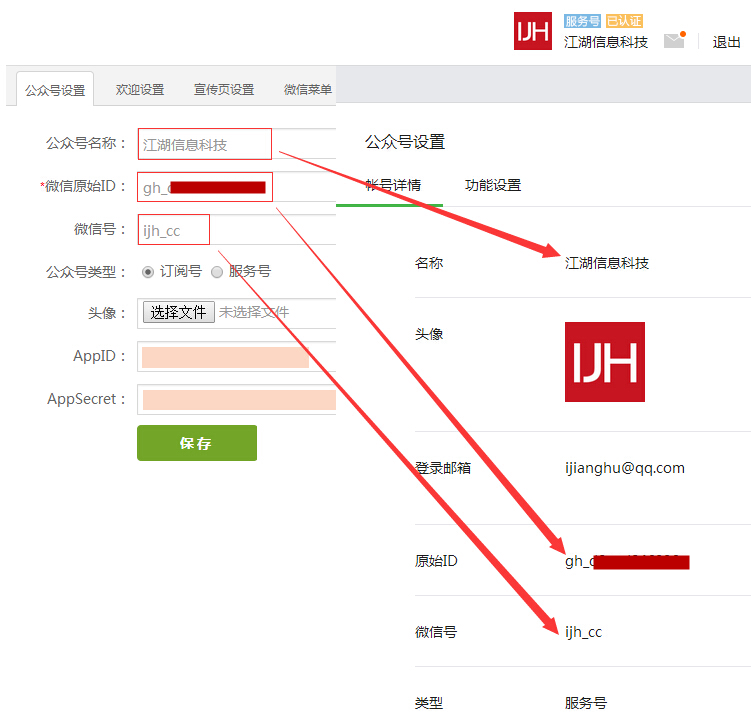 IJH
服务号 已认证
江湖信息科技
退出
公众号设置 欢迎设置 宣传页设置 微信菜单
公众号名称： 江湖信息科技
*微信原始ID： gh_
微信号： ijh_cc
公众号类型： 订阅号 服务号
头像： 选择文件 未选择文件
AppID：
AppSecret：
保存
公众号设置
帐号详情 功能设置
名称 江湖信息科技
头像 IJH
登录邮箱 ijianghu@qq.com
原始ID gh_
微信号 ijh_cc
类型 服务号